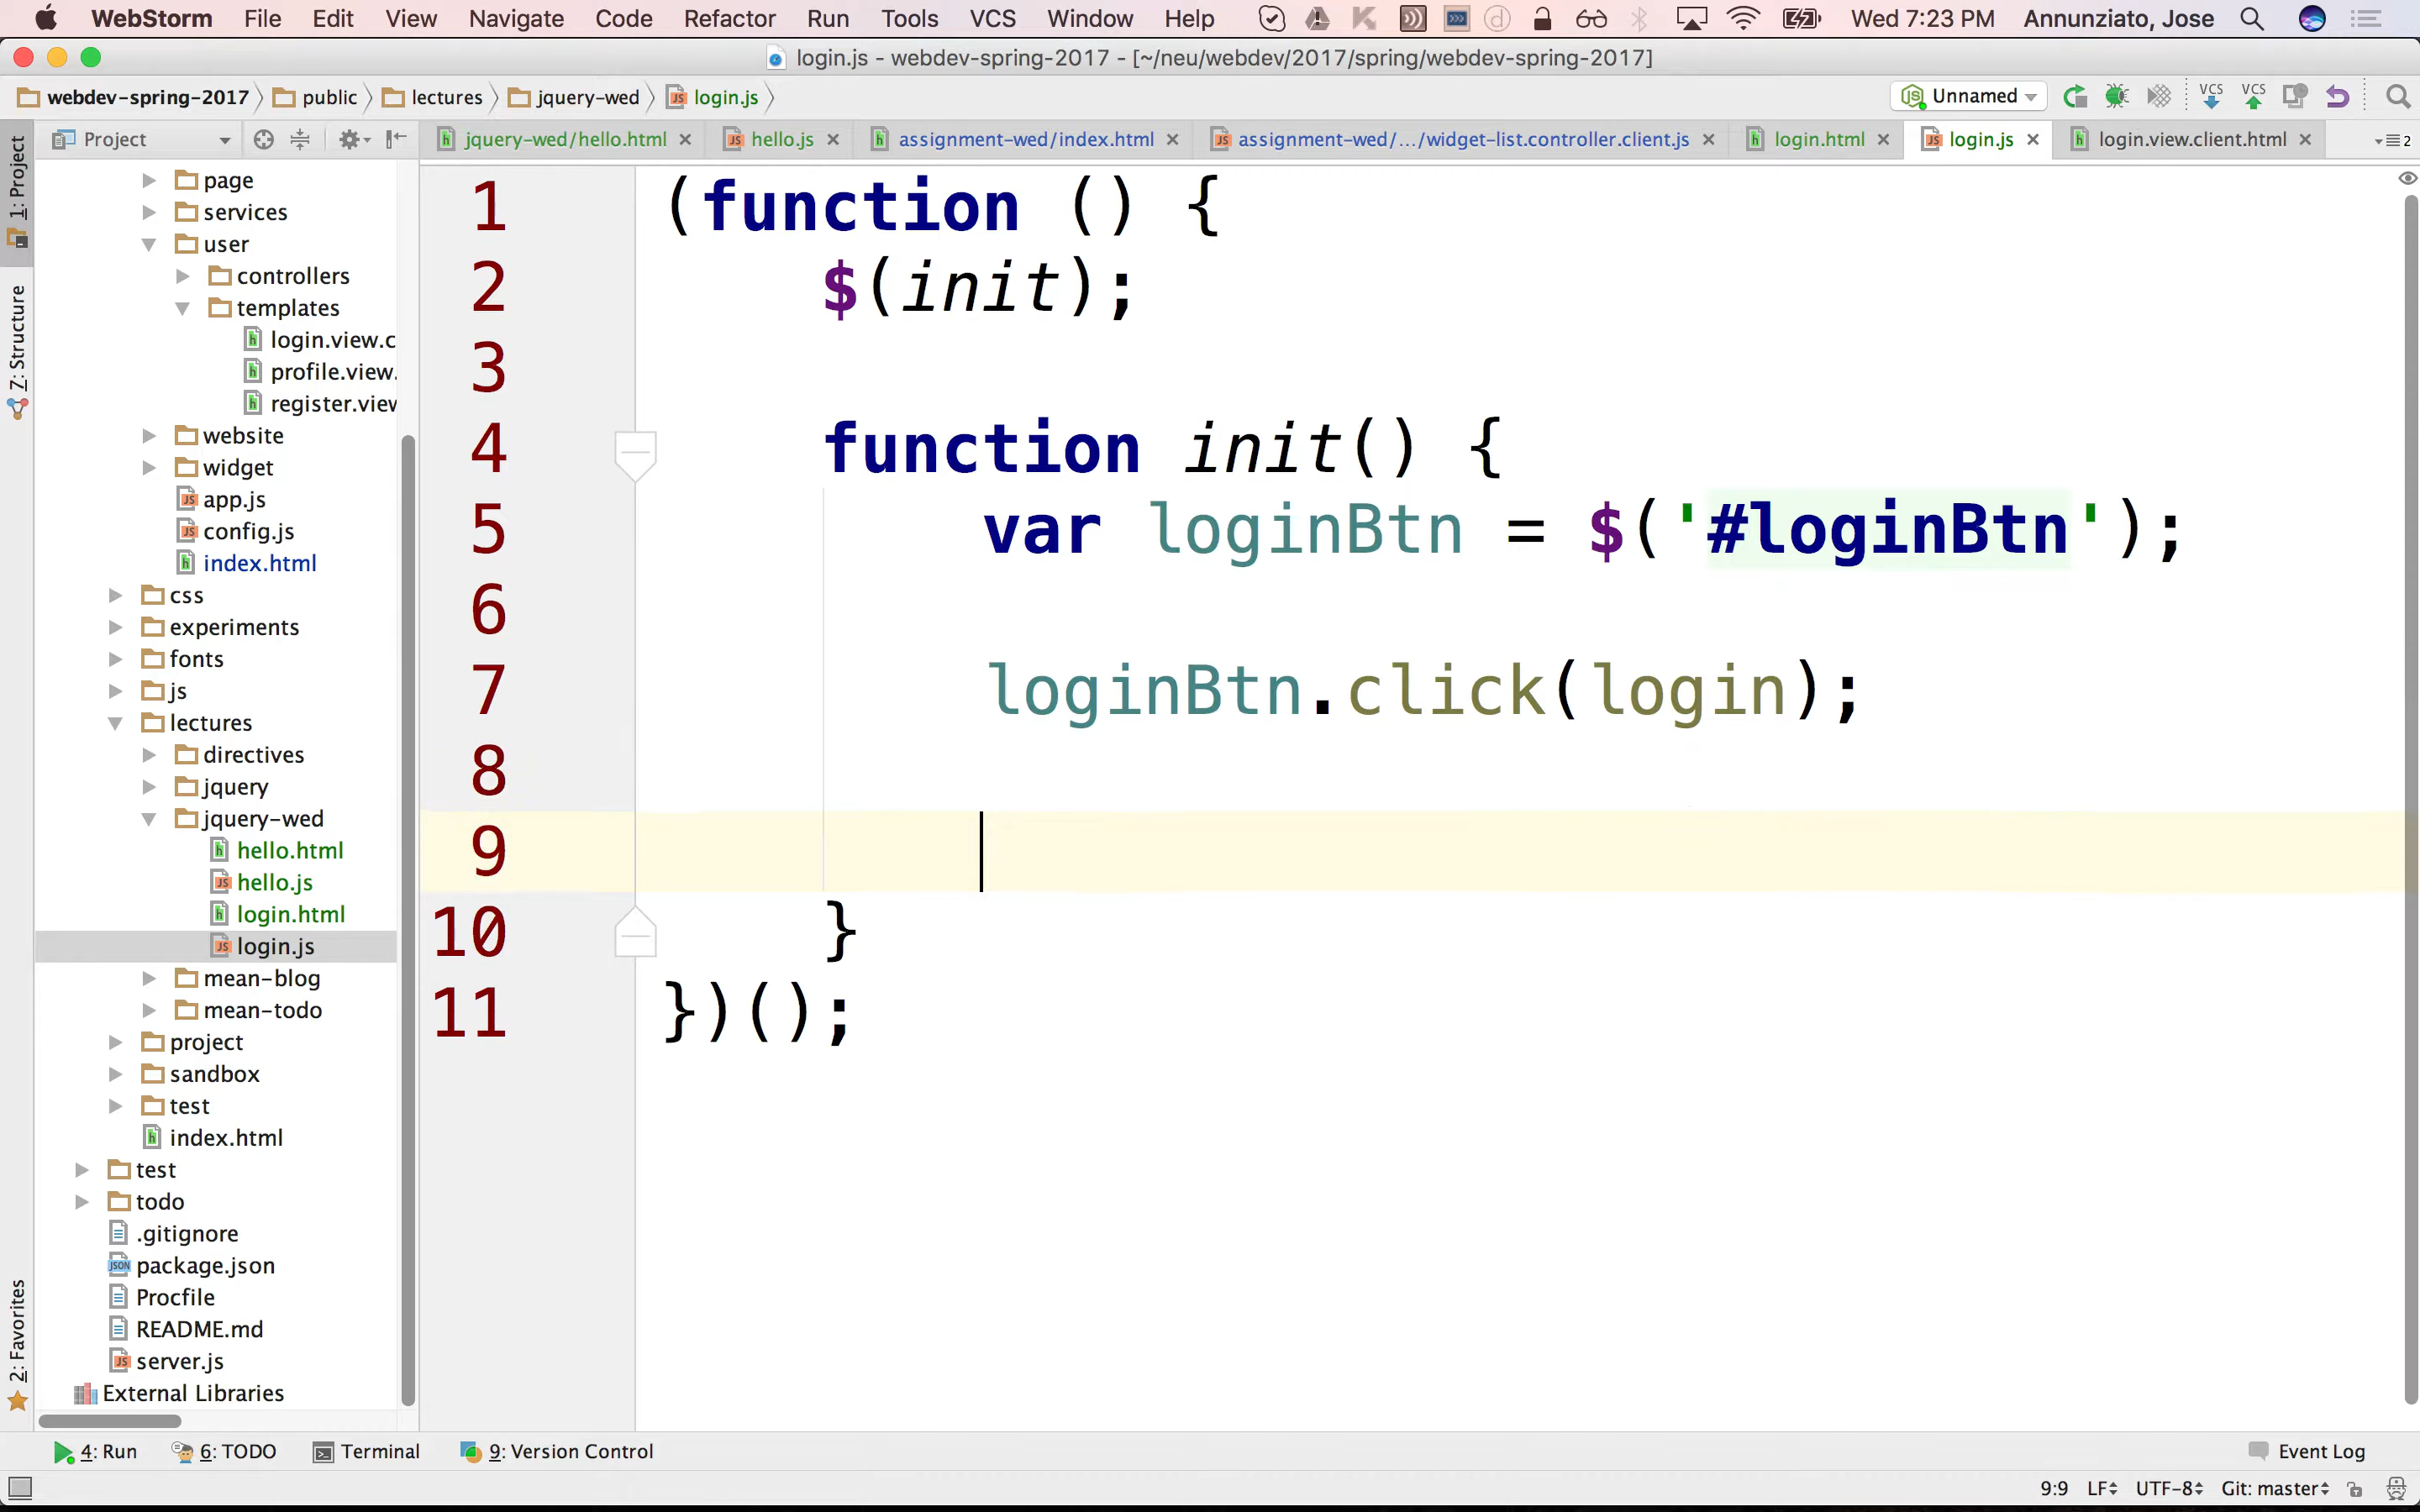 WebStorm File Edit View Navigate Code Refactor Run Tools VCS Window Help Wed 7:23 PM Annunziato, Jose
login.js - webdev-spring-2017 - [~/neu/webdev/2017/spring/webdev-spring-2017]
webdev-spring-2017 public lectures jquery-wed login.js Unnamed VCS VCS
Project jquery-wed/hello.html hello.js assignment-wed/index.html assignment-wed/.../widget-list.controller.client.js login.html login.js login.view.client.html 2
1: Project
7: Structure
2: Favorites
page
services
user
controllers
templates
login.view.c
profile.view.
register.view
website
widget
app.js
config.js
index.html
css
experiments
fonts
js
lectures
directives
jquery
jquery-wed
hello.html
hello.js
login.html
login.js
mean-blog
mean-todo
project
sandbox
test
index.html
test
todo
.gitignore
package.json
Procfile
README.md
server.js
External Libraries
1 (function () {
2 $(init);
3
4 function init() {
5 var loginBtn = $('#loginBtn');
6
7 loginBtn.click(login);
8
9
10 }
11 })();
4: Run 6: TODO Terminal 9: Version Control Event Log
9:9 LF UTF-8 Git: master